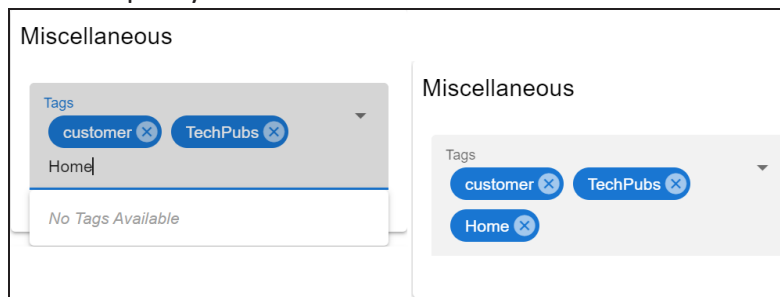 Miscellaneous
Tags
customer TechPubs
Home
No Tags Available
Miscellaneous
Tags
customer TechPubs
Home